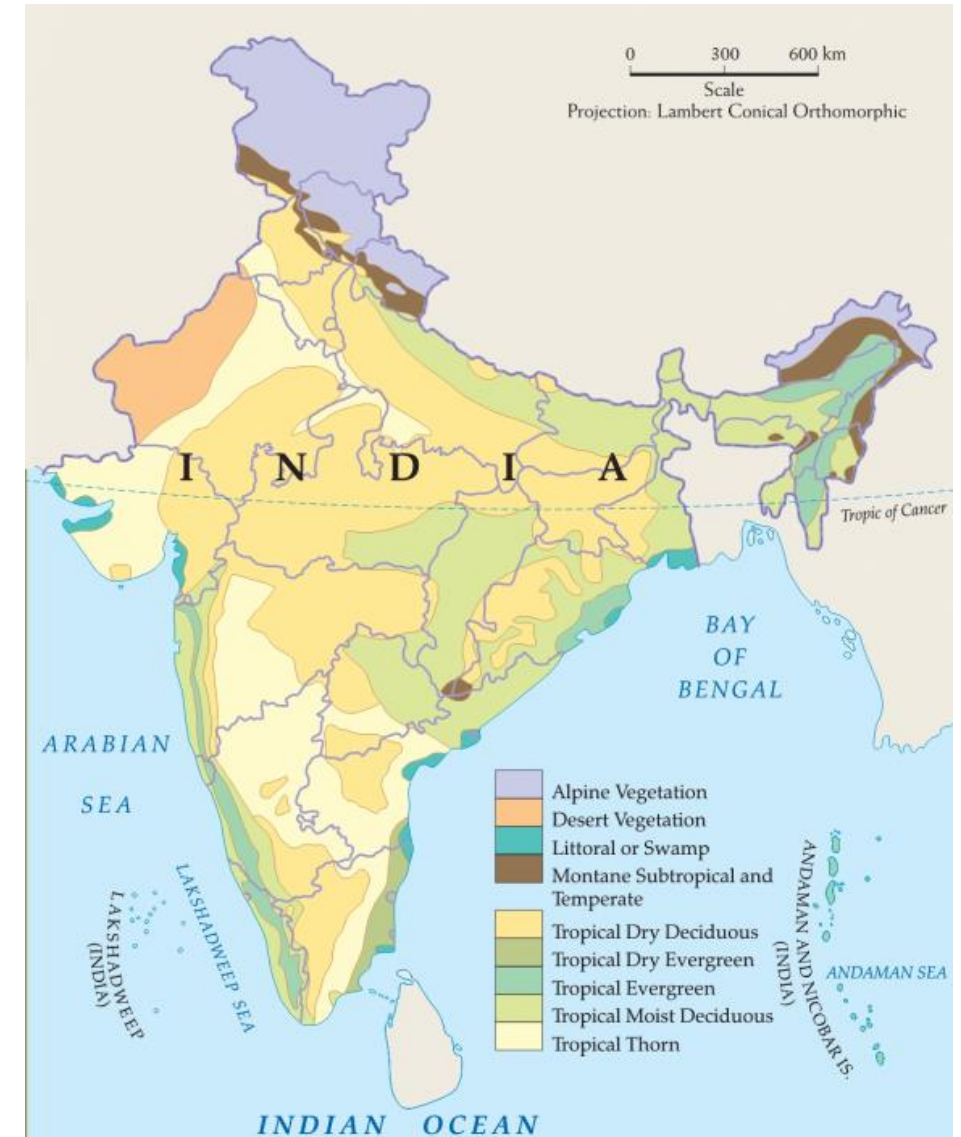 0 300 600 km
Scale
Projection: Lambert Conical Orthomorphic
I N D I A
Tropic of Cancer
BAY
OF
BENGAL
ARABIAN
SEA
LAKSHADWEEP SEA
LAKSHADWEEP
(INDIA)
Alpine Vegetation
Desert Vegetation
Littoral or Swamp
Montane Subtropical and
Temperate
Tropical Dry Deciduous
Tropical Dry Evergreen
Tropical Evergreen
Tropical Moist Deciduous
Tropical Thorn
ANDAMAN AND NICOBAR IS.
(INDIA)
ANDAMAN SEA
INDIAN OCEAN